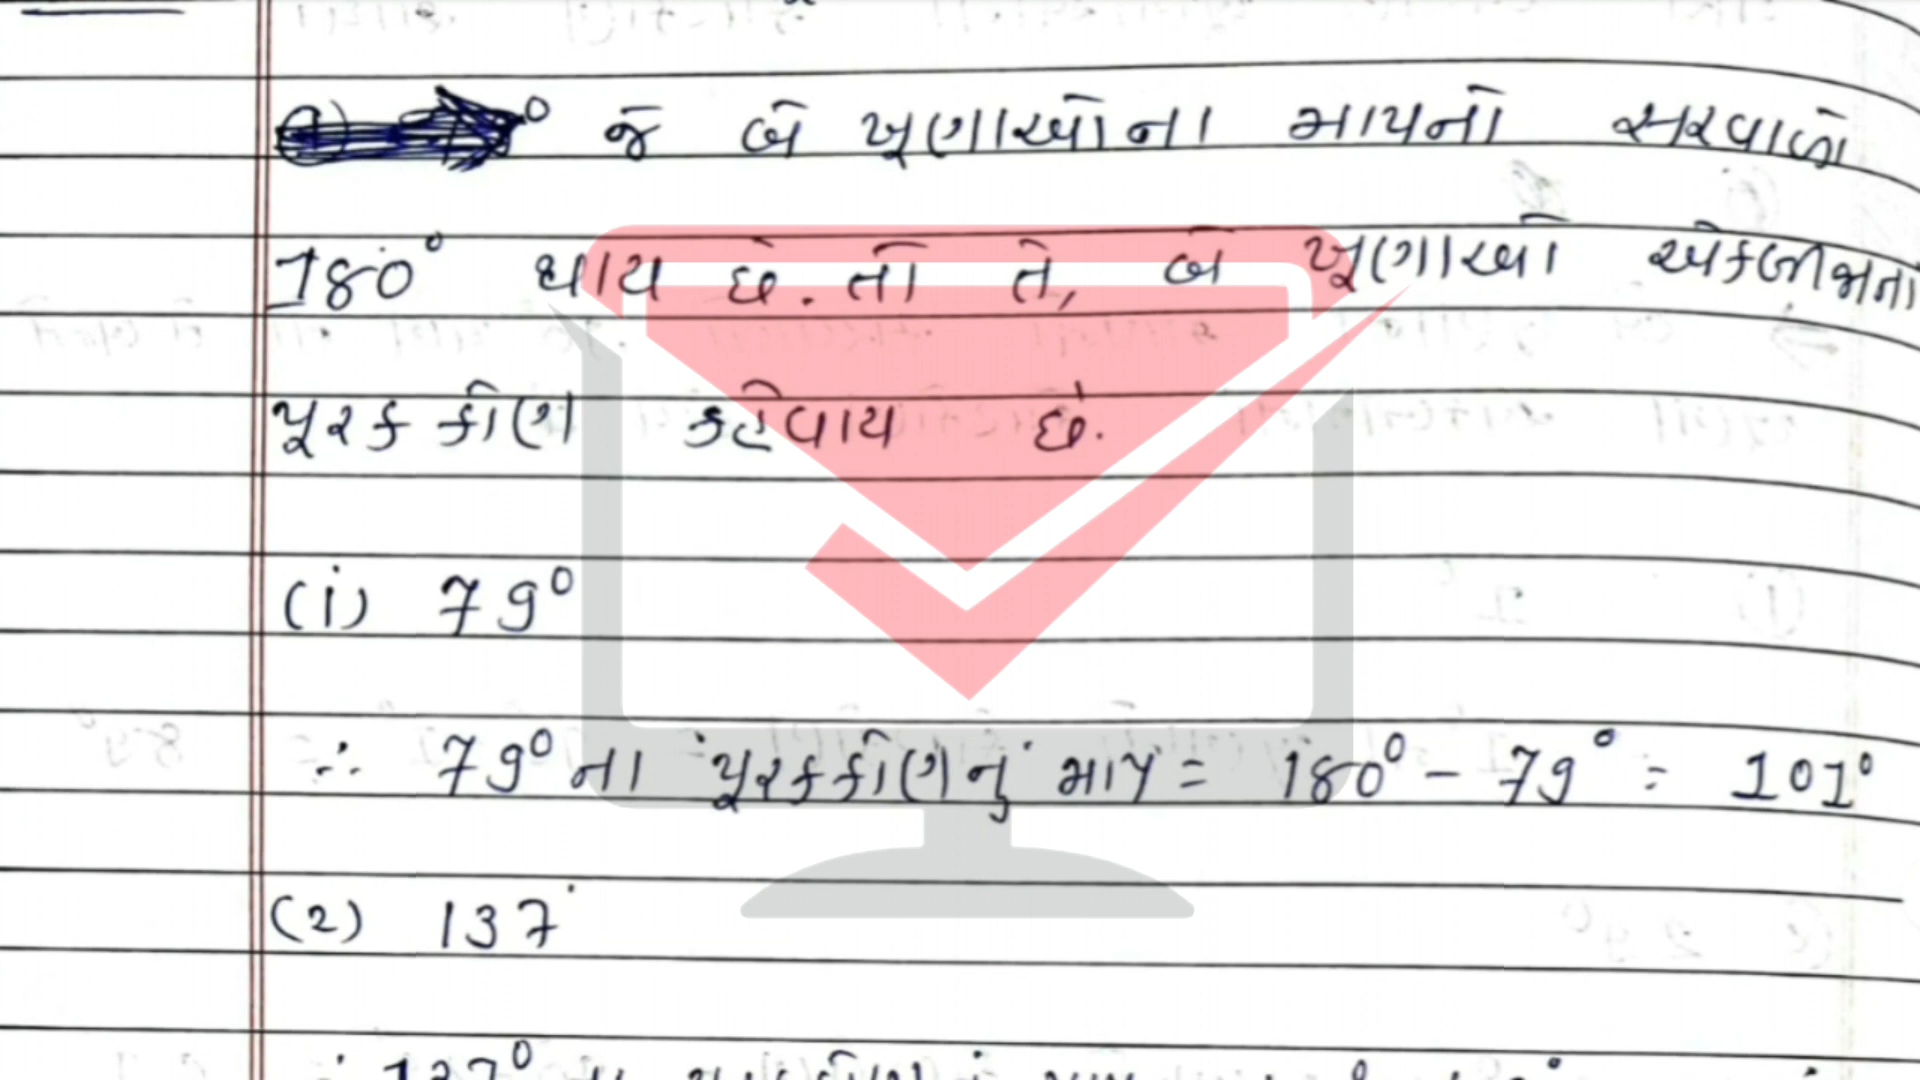 જે બે ખૂણાઓના માપનો સરવાળો
180° થાય છે. તો તે, બે ખૂણાઓ એકબીજાના
પૂરક કોણ કહેવાય છે.
(i) 79°
∴ 79° ના પૂરકકોણનું માપ = 180° - 79° = 101°
(2) 137°